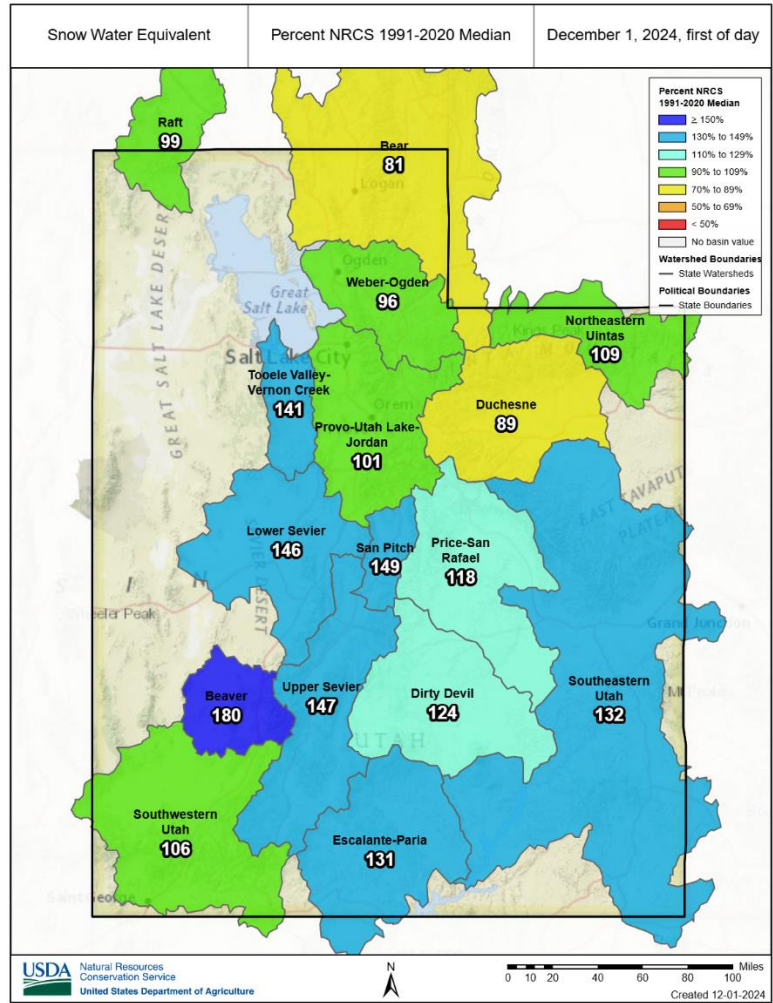 Snow Water Equivalent
Percent NRCS 1991-2020 Median
December 1, 2024, first of day
Percent NRCS
1991-2020 Median
≥ 150%
130% to 149%
110% to 129%
90% to 109%
70% to 89%
50% to 69%
< 50%
No basin value
Watershed Boundaries
State Watersheds
Political Boundaries
State Boundaries
Raft
99
Bear
81
Logan
GREAT SALT LAKE DESERT
Ogden
Great
Salt Lake
Weber-Ogden
96
Kings Peak
Northeastern
Uintas
109
Salt Lake City
Tooele Valley-
Vernon Creek
141
Orem
Provo-Utah Lake-
Jordan
101
Duchesne
89
EAST TAVAPUTS
PLATEAU
Lower Sevier
146
SEVIER DESERT
San Pitch
149
Price-San
Rafael
118
Wheeler Peak
Grand Junction
Beaver
180
Upper Sevier
147
Dirty Devil
124
Southeastern
Utah
132
UTAH
Southwestern
Utah
106
Escalante-Paria
131
Saint George
USDA
Natural Resources
Conservation Service
United States Department of Agriculture
N
0 10 20 40 60 80 100
Miles
Created 12-01-2024